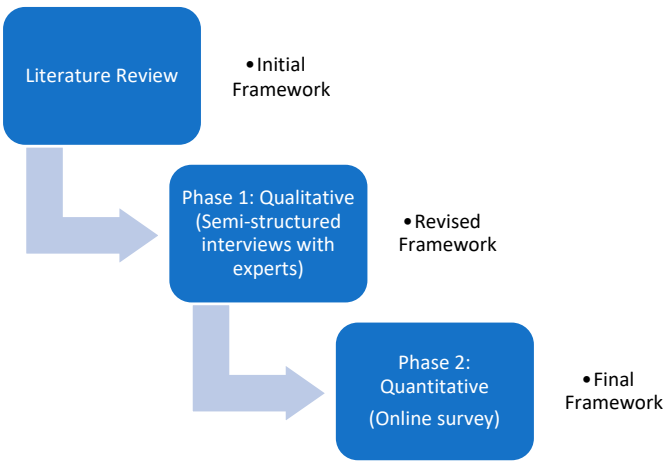 Literature Review
•Initial
Framework
Phase 1: Qualitative
(Semi-structured
interviews with
experts)
•Revised
Framework
Phase 2:
Quantitative
(Online survey)
•Final
Framework